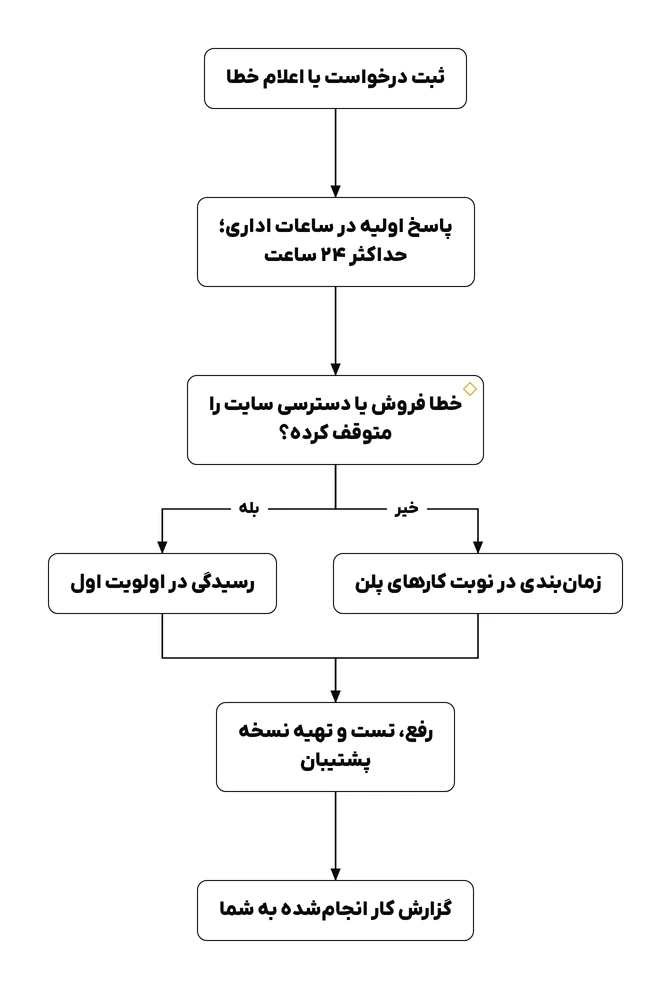 ثبت درخواست یا اعلام خطا
پاسخ اولیه در ساعات اداری؛
حداکثر ۲۴ ساعت
خطا فروش یا دسترسی سایت را
متوقف کرده؟
خیر
بله
زمان‌بندی در نوبت کارهای پلن
رسیدگی در اولویت اول
رفع، تست و تهیه نسخه
پشتیبان
گزارش کار انجام‌شده به شما